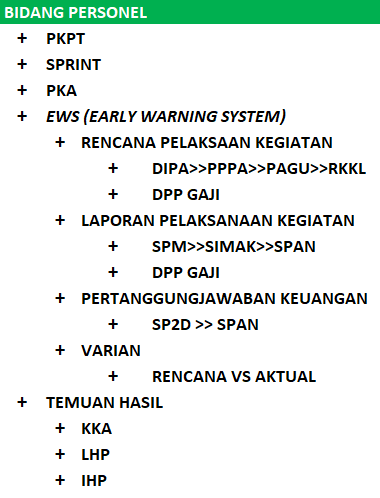 BIDANG PERSONEL
+ PKPT
+ SPRINT
+ PKA
+ EWS (EARLY WARNING SYSTEM)
+ RENCANA PELAKSAAN KEGIATAN
+ DIPA>>PPPA>>PAGU>>RKKL
+ DPP GAJI
+ LAPORAN PELAKSANAAN KEGIATAN
+ SPM>>SIMAK>>SPAN
+ DPP GAJI
+ PERTANGGUNGJAWABAN KEUANGAN
+ SP2D >> SPAN
+ VARIAN
+ RENCANA VS AKTUAL
+ TEMUAN HASIL
+ KKA
+ LHP
+ IHP